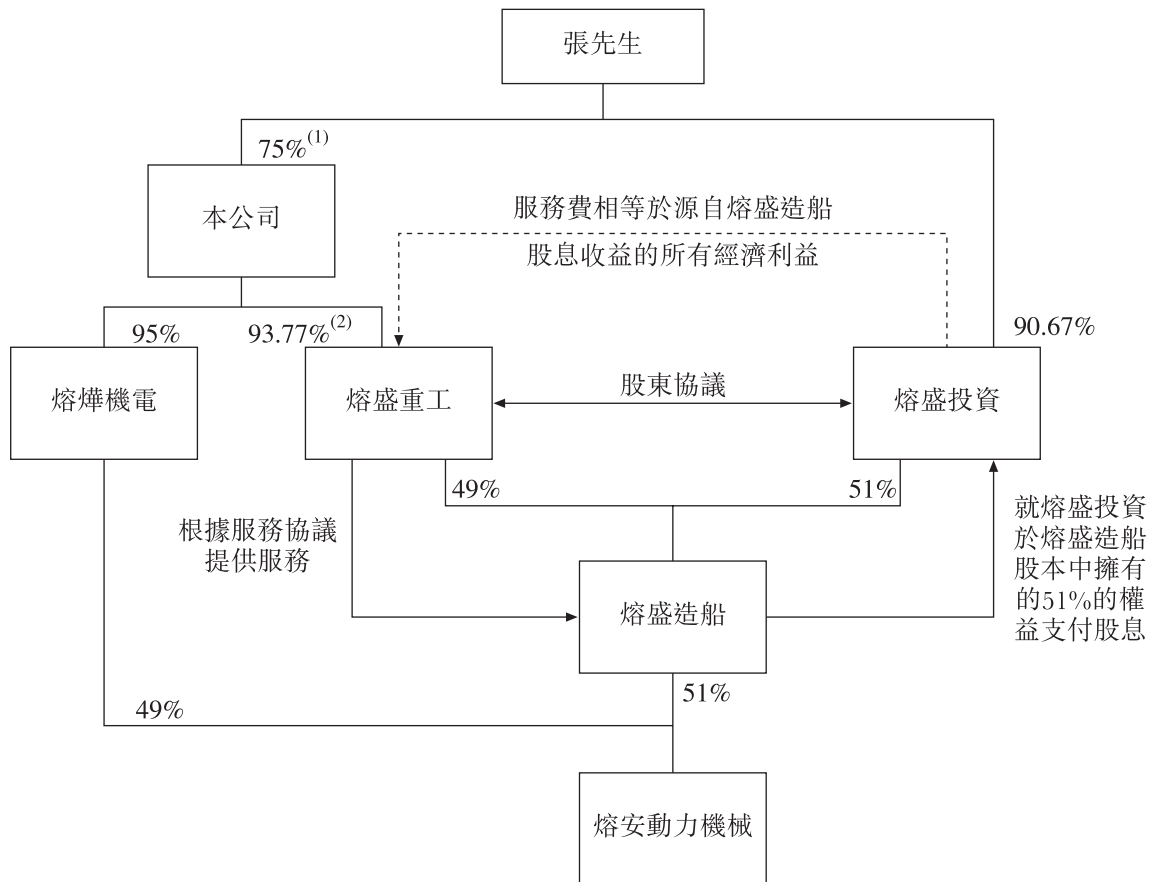 張先生
75%(1)
本公司
服務費相等於源自熔盛造船
股息收益的所有經濟利益
95%
93.77%(2)
90.67%
熔燁機電
熔盛重工
股東協議
熔盛投資
49%
51%
根據服務協議
提供服務
就熔盛投資
於熔盛造船
股本中擁有
的51%的權
益支付股息
熔盛造船
51%
49%
熔安動力機械